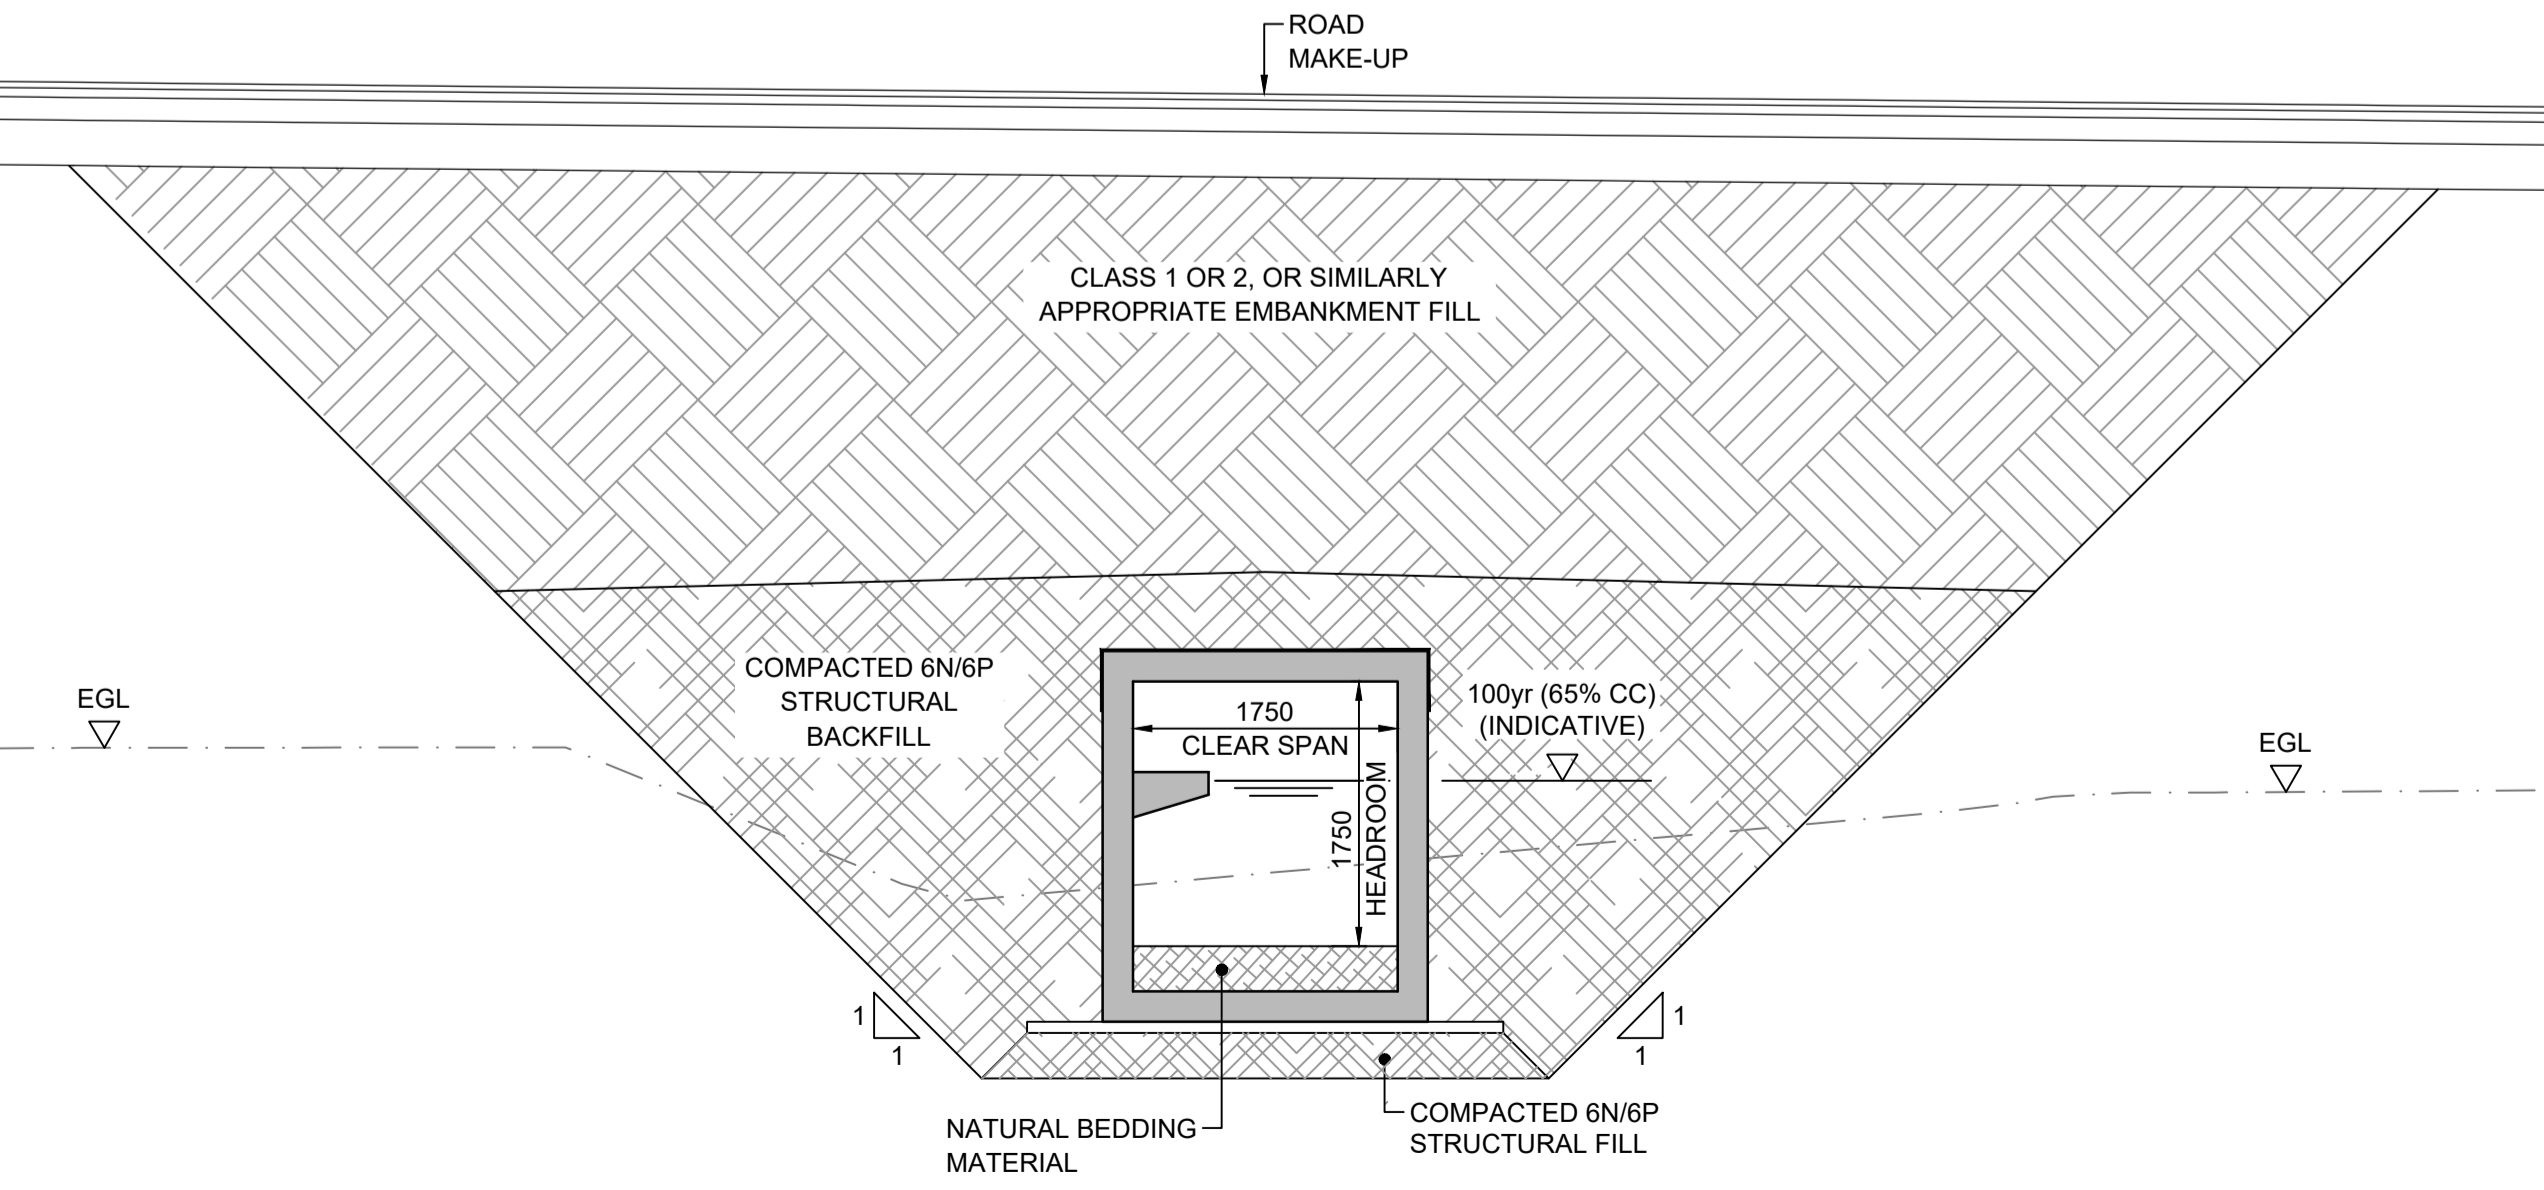 ROAD
MAKE-UP
CLASS 1 OR 2, OR SIMILARLY
APPROPRIATE EMBANKMENT FILL
COMPACTED 6N/6P
STRUCTURAL
BACKFILL
EGL
1750
CLEAR SPAN
1750
HEADROOM
100yr (65% CC)
(INDICATIVE)
EGL
1
1
1
1
NATURAL BEDDING
MATERIAL
COMPACTED 6N/6P
STRUCTURAL FILL